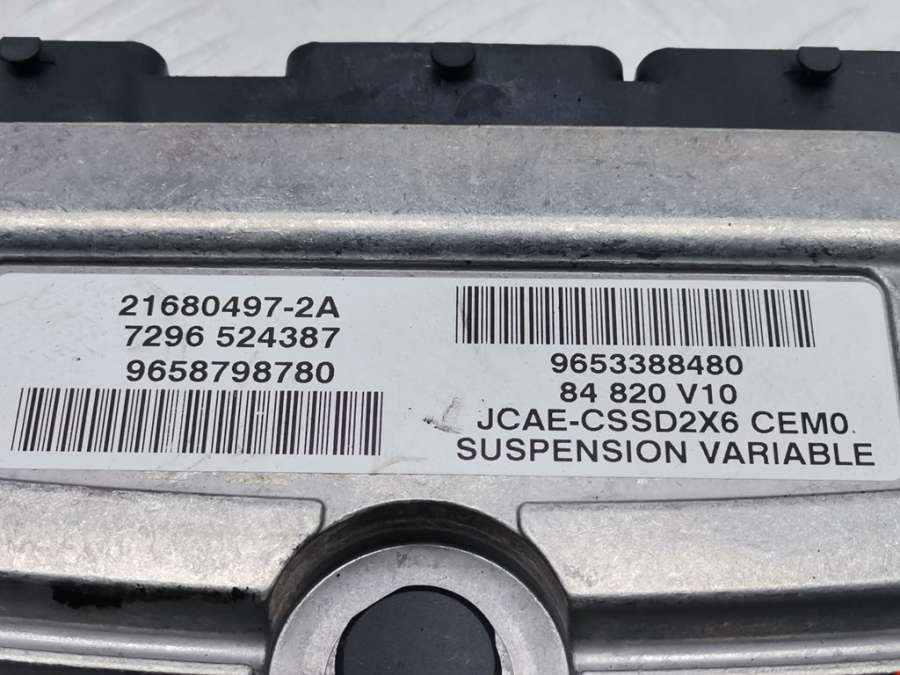 21680497-2A
7296 524387
9658798780
9653388480
84 820 V10
JCAE-CSSD2X6 CEM0.
SUSPENSION VARIABLE